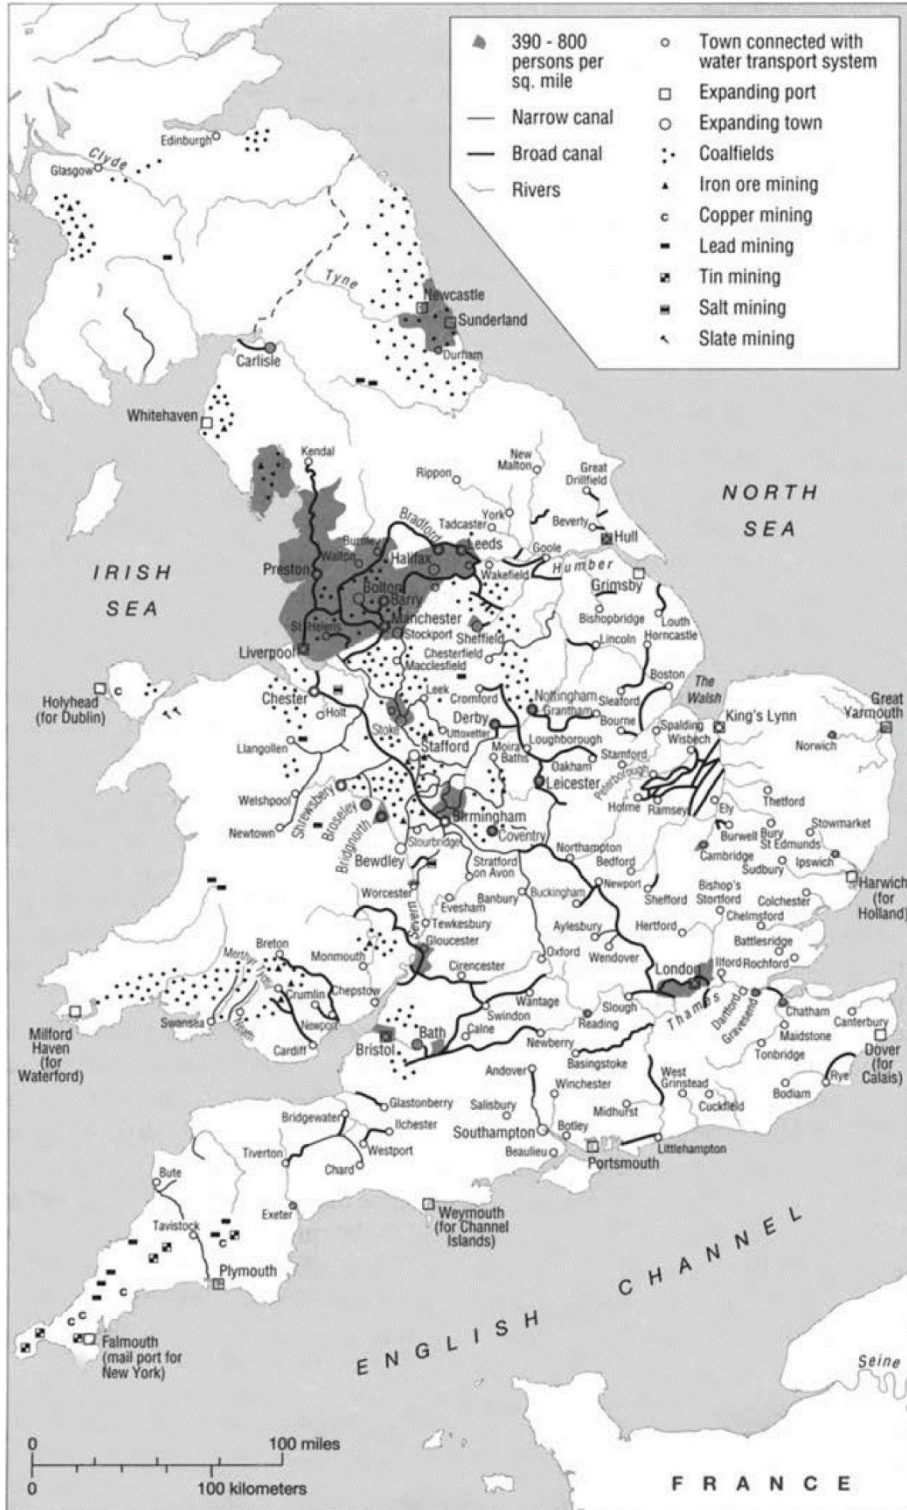 390 - 800
persons per
sq. mile
Narrow canal
Broad canal
Rivers
Town connected with
water transport system
Expanding port
Expanding town
Coalfields
Iron ore mining
Copper mining
Lead mining
Tin mining
Salt mining
Slate mining
Edinburgh
Clyde
Glasgow
Tyne
Newcastle
Sunderland
Durham
Carlisle
Whitehaven
Kendal
Rippon
New
Malton
Great
Drillfield
York
Tadcaster
Beverly
Hull
NORTH
SEA
IRISH
SEA
Bradford
Burnley
Walton
Halifax
Leeds
Goole
Wakefield
Humber
Preston
Bolton
Barry
Grimsby
Manchester
St. Helens
Stockport
Sheffield
Bishopbridge
Louth
Horncastle
Lincoln
Liverpool
Chesterfield
Macclesfield
Boston
The
Walsh
Holyhead
(for Dublin)
Chester
Holt
Leek
Cromford
Nottingham
Grantham
Sleaford
Bourne
Spalding
King's Lynn
Great
Yarmouth
Stoke
Derby
Uttoxeter
Loughborough
Stamford
Wisbech
Norwich
Llangollen
Stafford
Moira
Baths
Oakham
Peterborough
Leicester
Welshpool
Shrewsbury
Broseley
Bridgnorth
Birmingham
Holme
Ramsey
Ely
Thetford
Newtown
Coventry
Stourbridge
Burwell
Bury
St Edmunds
Stowmarket
Bewdley
Stratford
on Avon
Northampton
Bedford
Cambridge
Sudbury
Ipswich
Worcester
Severn
Evesham
Banbury
Buckingham
Newport
Shefford
Bishop's
Stortford
Colchester
Harwich
(for
Holland)
Tewkesbury
Aylesbury
Hertford
Chelmsford
Breton
Monmouth
Gloucester
Wendover
Battlesridge
Merthyr
Cirencester
Oxford
London
Ilford
Rochford
Crumlin
Chepstow
Wantage
Slough
Thames
Dartford
Gravesend
Chatham
Canterbury
Milford
Haven
(for
Waterford)
Swansea
Neath
Newport
Cardiff
Swindon
Calne
Bath
Bristol
Reading
Newberry
Basingstoke
Maidstone
Tonbridge
Dover
(for
Calais)
Andover
Winchester
West
Grinstead
Cuckfield
Bodiam
Rye
Glastonberry
Bridgewater
Salisbury
Midhurst
Ilchester
Southampton
Botley
Beaulieu
Portsmouth
Littlehampton
Tiverton
Westport
Chard
Bute
Exeter
Tavistock
Weymouth
(for Channel
Islands)
Plymouth
Falmouth
(mail port for
New York)
ENGLISH CHANNEL
Seine
FRANCE
0
100 miles
0
100 kilometers